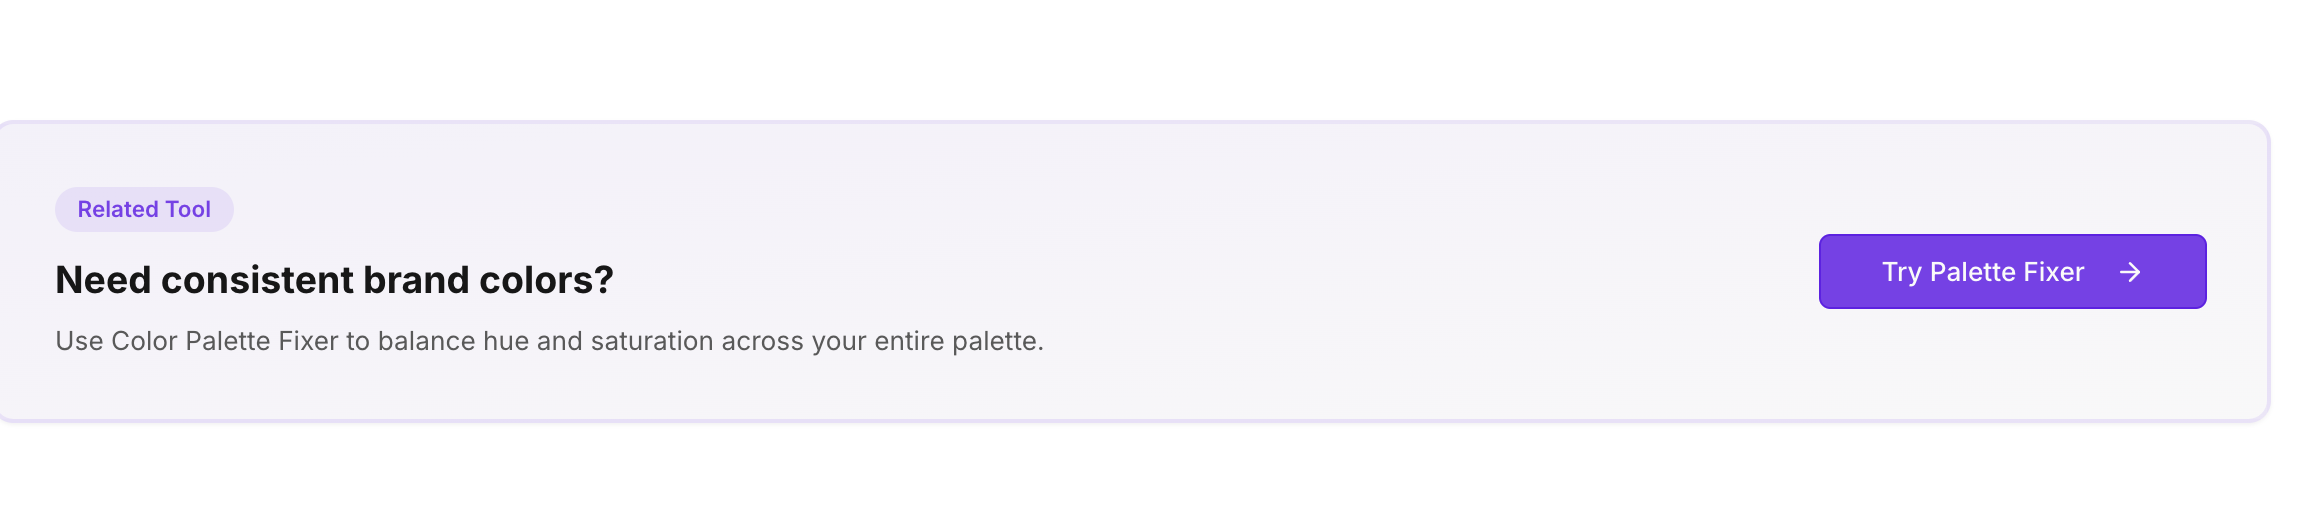 Related Tool
Need consistent brand colors?
Use Color Palette Fixer to balance hue and saturation across your entire palette.
Try Palette Fixer